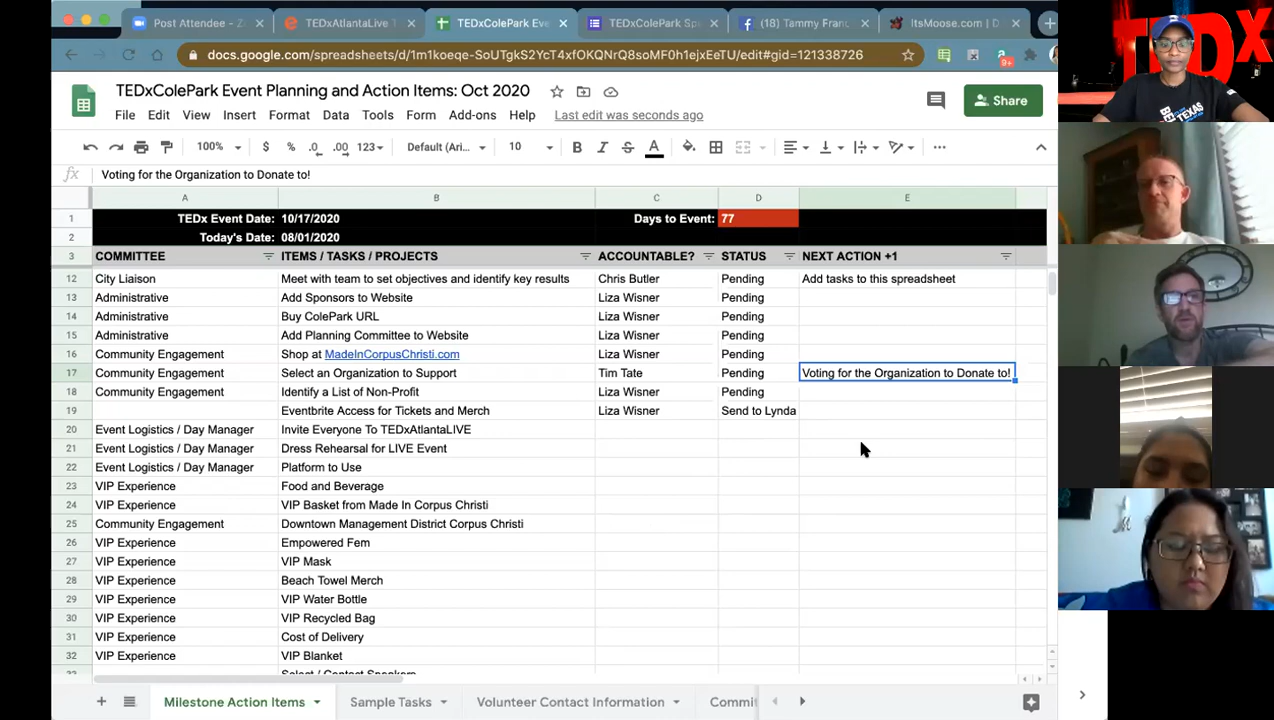 Post Attendee - Zo
TEDxAtlantaLive T
TEDxColePark Eve
TEDxColePark Spe
(18) Tammy Franc
ItsMoose.com | D
docs.google.com/spreadsheets/d/1m1koeqe-SoUTgkS2YcT4xfOKQNrQ8soMF0h1ejxEeTU/edit#gid=121338726
9+
TEDxColePark Event Planning and Action Items: Oct 2020
Share
File Edit View Insert Format Data Tools Form Add-ons Help Last edit was seconds ago
100% $ % .0 .00 123 Default (Ari... 10 B I S A
fx Voting for the Organization to Donate to!
A B C D E
1 TEDx Event Date: 10/17/2020 Days to Event: 77
2 Today's Date: 08/01/2020
3 COMMITTEE ITEMS / TASKS / PROJECTS ACCOUNTABLE? STATUS NEXT ACTION +1
12 City Liaison Meet with team to set objectives and identify key results Chris Butler Pending Add tasks to this spreadsheet
13 Administrative Add Sponsors to Website Liza Wisner Pending
14 Administrative Buy ColePark URL Liza Wisner Pending
15 Administrative Add Planning Committee to Website Liza Wisner Pending
16 Community Engagement Shop at MadeInCorpusChristi.com Liza Wisner Pending
17 Community Engagement Select an Organization to Support Tim Tate Pending Voting for the Organization to Donate to!
18 Community Engagement Identify a List of Non-Profit Liza Wisner Pending
19 Eventbrite Access for Tickets and Merch Liza Wisner Send to Lynda
20 Event Logistics / Day Manager Invite Everyone To TEDxAtlantaLIVE
21 Event Logistics / Day Manager Dress Rehearsal for LIVE Event
22 Event Logistics / Day Manager Platform to Use
23 VIP Experience Food and Beverage
24 VIP Experience VIP Basket from Made In Corpus Christi
25 Community Engagement Downtown Management District Corpus Christi
26 VIP Experience Empowered Fem
27 VIP Experience VIP Mask
28 VIP Experience Beach Towel Merch
29 VIP Experience VIP Water Bottle
30 VIP Experience VIP Recycled Bag
31 VIP Experience Cost of Delivery
32 VIP Experience VIP Blanket
Select / Contact Speakers
Milestone Action Items Sample Tasks Volunteer Contact Information Commit
TEDx
TEXAS